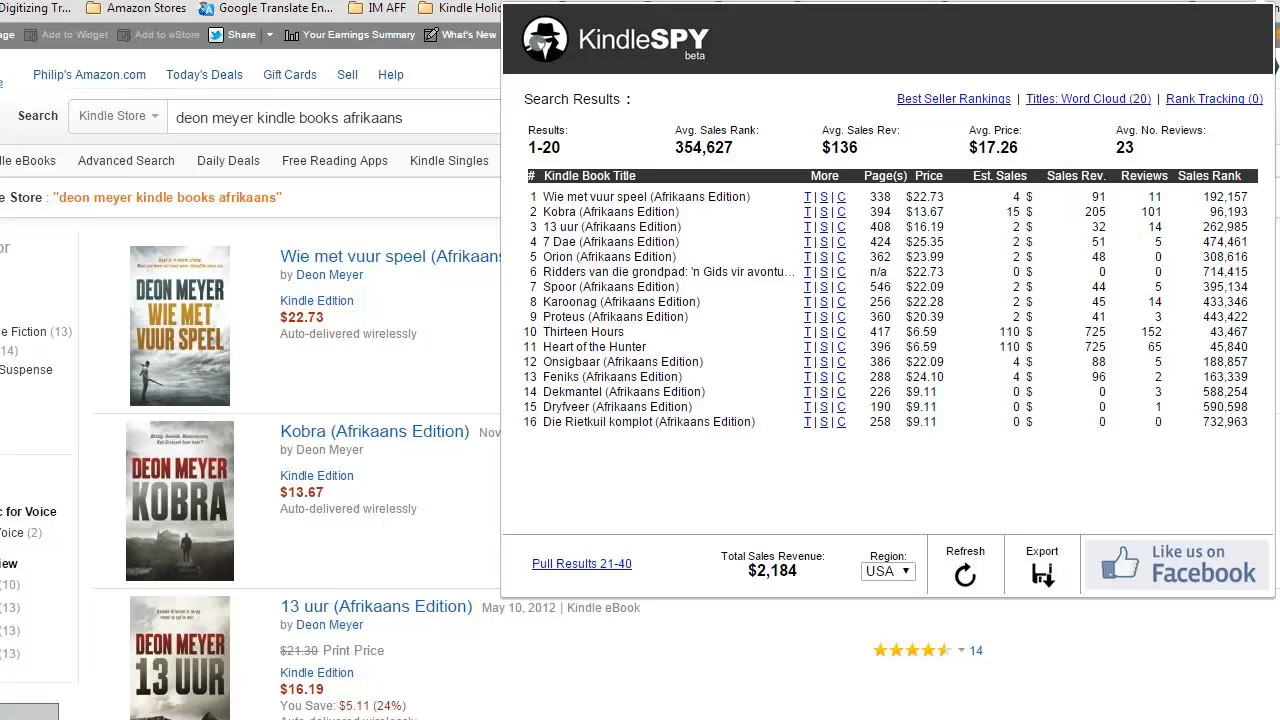 Digitizing Tr... Amazon Stores Google Translate En... IM AFF Kindle Holi
age Add to Widget Add to aStore Share Your Earnings Summary What's New
Philip's Amazon.com Today's Deals Gift Cards Sell Help
Search Kindle Store deon meyer kindle books afrikaans
le eBooks Advanced Search Daily Deals Free Reading Apps Kindle Singles
e Store : "deon meyer kindle books afrikaans"
or
e Fiction (13)
(14)
Suspense
c for Voice
Voice (2)
iew
(10)
(13)
(13)
(13)
DEON MEYER
WIE MET
VUUR SPEEL
Wie met vuur speel (Afrikaans
by Deon Meyer
Kindle Edition
$22.73
Auto-delivered wirelessly
DEON MEYER
KOBRA
Kobra (Afrikaans Edition) Nov
by Deon Meyer
Kindle Edition
$13.67
Auto-delivered wirelessly
DEON MEYER
13 UUR
13 uur (Afrikaans Edition) May 10, 2012 | Kindle eBook
by Deon Meyer
$21.30 Print Price
Kindle Edition
$16.19
You Save: $5.11 (24%)
Auto-delivered wirelessly
14
KindleSPY
beta
Search Results : Best Seller Rankings | Titles: Word Cloud (20) | Rank Tracking (0)
Results: Avg. Sales Rank: Avg. Sales Rev: Avg. Price: Avg. No. Reviews:
1-20 354,627 $136 $17.26 23
# Kindle Book Title More Page(s) Price Est. Sales Sales Rev. Reviews Sales Rank
1 Wie met vuur speel (Afrikaans Edition) T | S | C 338 $22.73 4 $ 91 11 192,157
2 Kobra (Afrikaans Edition) T | S | C 394 $13.67 15 $ 205 101 96,193
3 13 uur (Afrikaans Edition) T | S | C 408 $16.19 2 $ 32 14 262,985
4 7 Dae (Afrikaans Edition) T | S | C 424 $25.35 2 $ 51 5 474,461
5 Orion (Afrikaans Edition) T | S | C 362 $23.99 2 $ 48 0 308,616
6 Ridders van die grondpad: 'n Gids vir avontu... T | S | C n/a $22.73 0 $ 0 0 714,415
7 Spoor (Afrikaans Edition) T | S | C 546 $22.09 2 $ 44 5 395,134
8 Karoonag (Afrikaans Edition) T | S | C 256 $22.28 2 $ 45 14 433,346
9 Proteus (Afrikaans Edition) T | S | C 360 $20.39 2 $ 41 3 443,422
10 Thirteen Hours T | S | C 417 $6.59 110 $ 725 152 43,467
11 Heart of the Hunter T | S | C 396 $6.59 110 $ 725 65 45,840
12 Onsigbaar (Afrikaans Edition) T | S | C 386 $22.09 4 $ 88 5 188,857
13 Feniks (Afrikaans Edition) T | S | C 288 $24.10 4 $ 96 2 163,339
14 Dekmantel (Afrikaans Edition) T | S | C 226 $9.11 0 $ 0 3 588,254
15 Dryfveer (Afrikaans Edition) T | S | C 190 $9.11 0 $ 0 1 590,598
16 Die Rietkuil komplot (Afrikaans Edition) T | S | C 258 $9.11 0 $ 0 0 732,963
Pull Results 21-40
Total Sales Revenue:
$2,184
Region:
USA
Refresh
Export
Like us on
Facebook